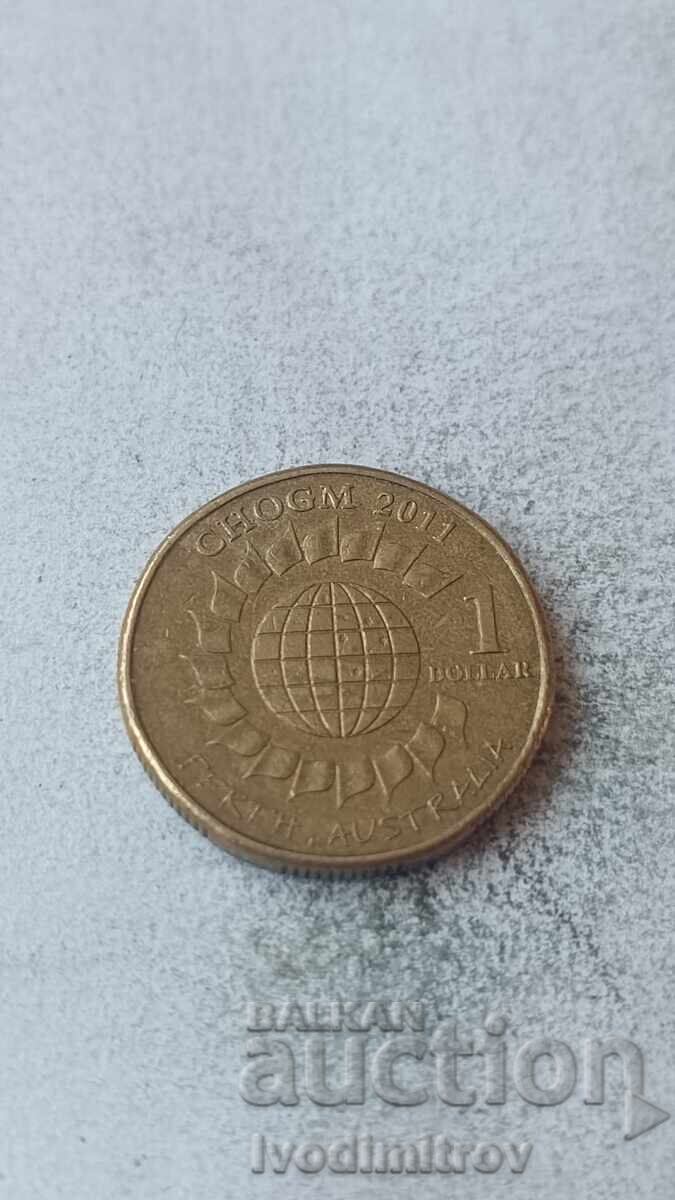 CHOGM 2011
1
DOLLAR
PERTH, AUSTRALIA
BALKAN
auction
Ivodimitrov